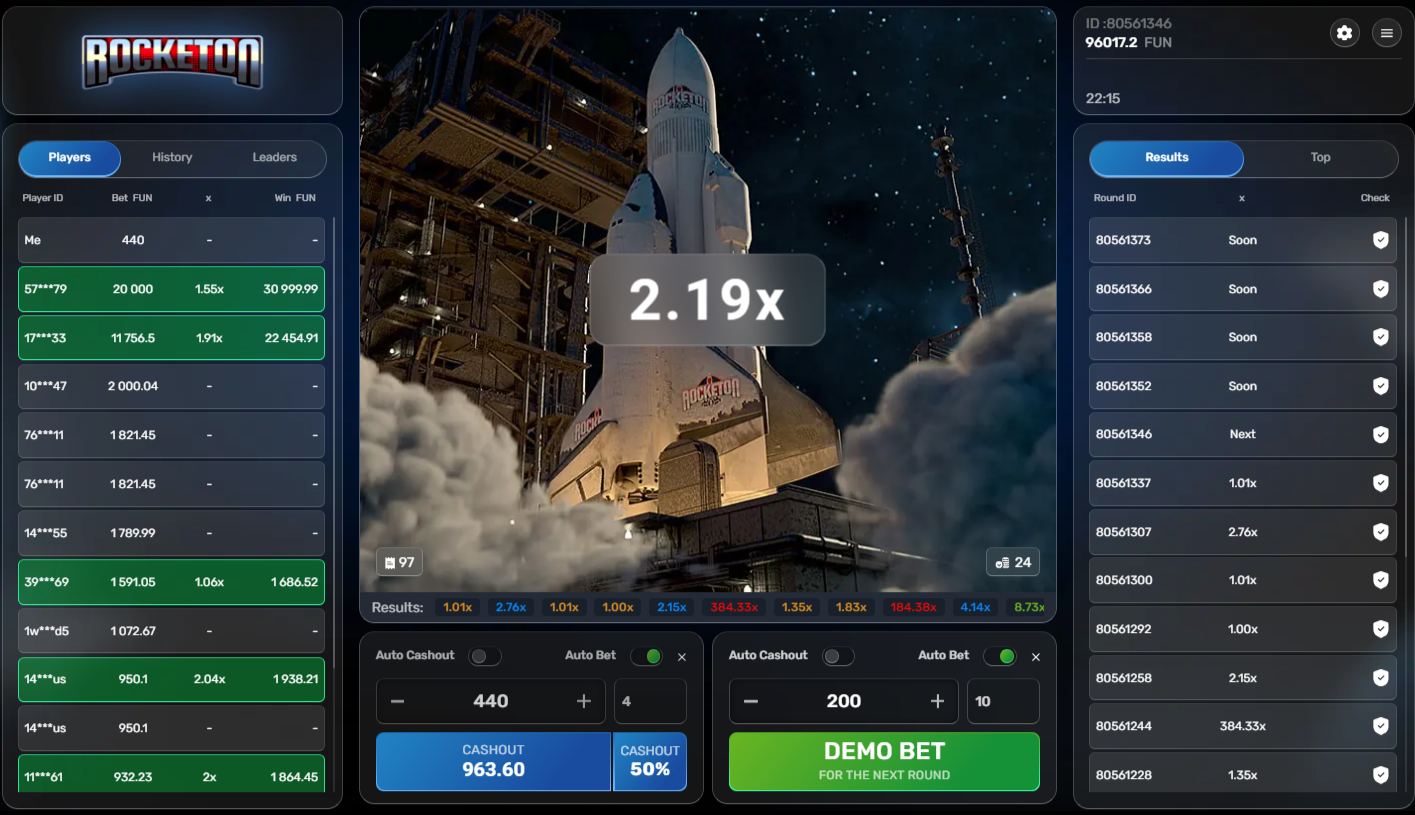 ROCKETON
Players History Leaders
Player ID Bet FUN x Win FUN
Me 440 - -
57***79 20 000 1.55x 30 999.99
17***33 11 756.5 1.91x 22 454.91
10***47 2 000.04 - -
76***11 1 821.45 - -
76***11 1 821.45 - -
14***55 1 789.99 - -
39***69 1 591.05 1.06x 1 686.52
1w***d5 1 072.67 - -
14***us 950.1 2.04x 1 938.21
14***us 950.1 - -
11***61 932.23 2x 1 864.45
ROCKETON
2.19x
ROCKETON
97
24
Results: 1.01x 2.76x 1.01x 1.00x 2.15x 384.33x 1.35x 1.83x 184.38x 4.14x 8.73x
Auto Cashout Auto Bet
440 4
CASHOUT
963.60
CASHOUT
50%
Auto Cashout Auto Bet
200 10
DEMO BET
FOR THE NEXT ROUND
ID :80561346
96017.2 FUN
22:15
Results Top
Round ID x Check
80561373 Soon
80561366 Soon
80561358 Soon
80561352 Soon
80561346 Next
80561337 1.01x
80561307 2.76x
80561300 1.01x
80561292 1.00x
80561258 2.15x
80561244 384.33x
80561228 1.35x